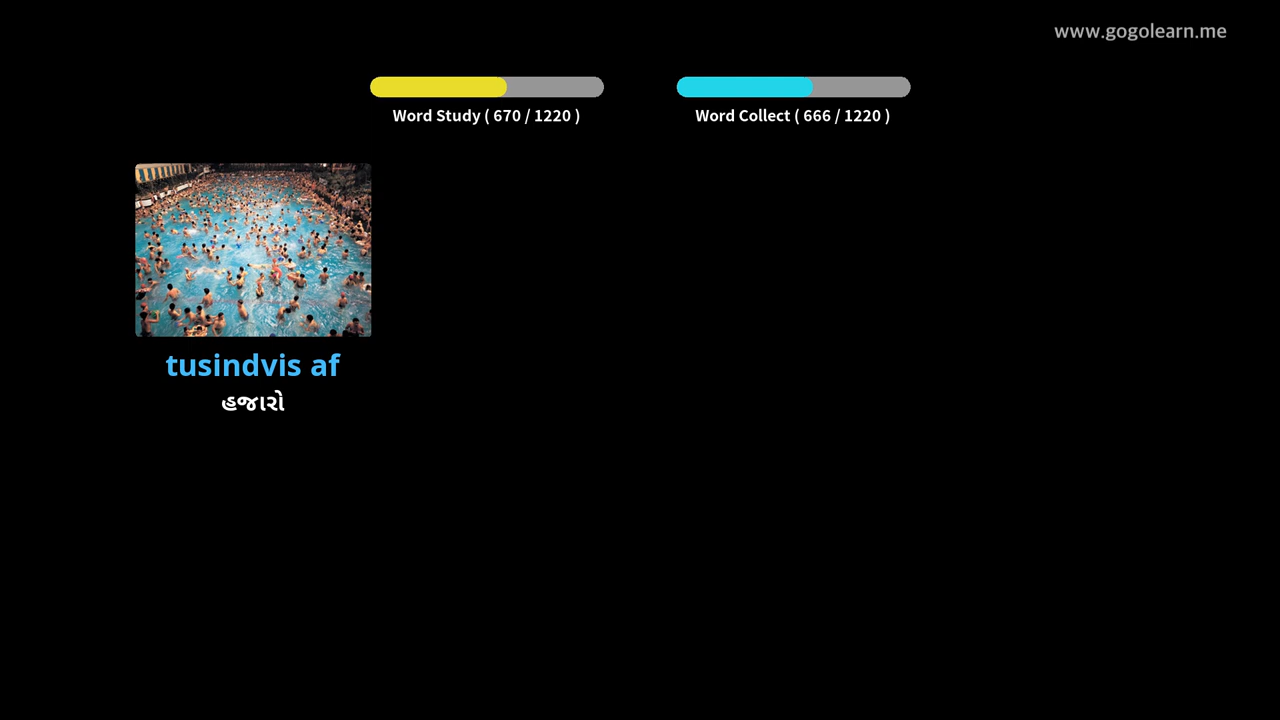 www.gogolearn.me
Word Study ( 670 / 1220 )
Word Collect ( 666 / 1220 )
tusindvis af
હજારો